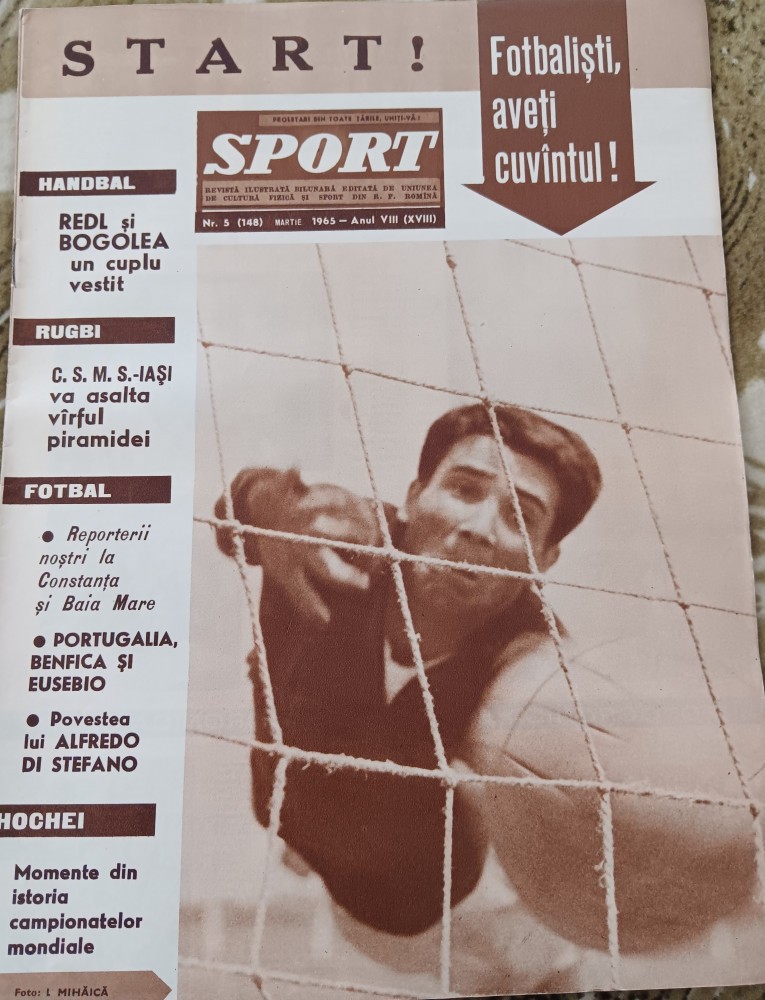 START!
Fotbaliști,
aveți
cuvîntul!
PROLETARI DIN TOATE ȚĂRILE, UNIȚI-VĂ!
SPORT
REVISTĂ ILUSTRATĂ BILUNARĂ EDITATĂ DE UNIUNEA
DE CULTURĂ FIZICĂ ȘI SPORT DIN R. P. ROMÎNĂ
Nr. 5 (148) MARTIE 1965 — Anul VIII (XVIII)
HANDBAL
REDL și
BOGOLEA
un cuplu
vestit
RUGBI
C. S. M. S.-IAȘI
va asalta
vîrful
piramidei
FOTBAL
● Reporterii
noștri la
Constanța
și Baia Mare
● PORTUGALIA,
BENFICA ȘI
EUSEBIO
● Povestea
lui ALFREDO
DI STEFANO
HOCHEI
Momente din
istoria
campionatelor
mondiale
Foto: I. MIHĂICĂ